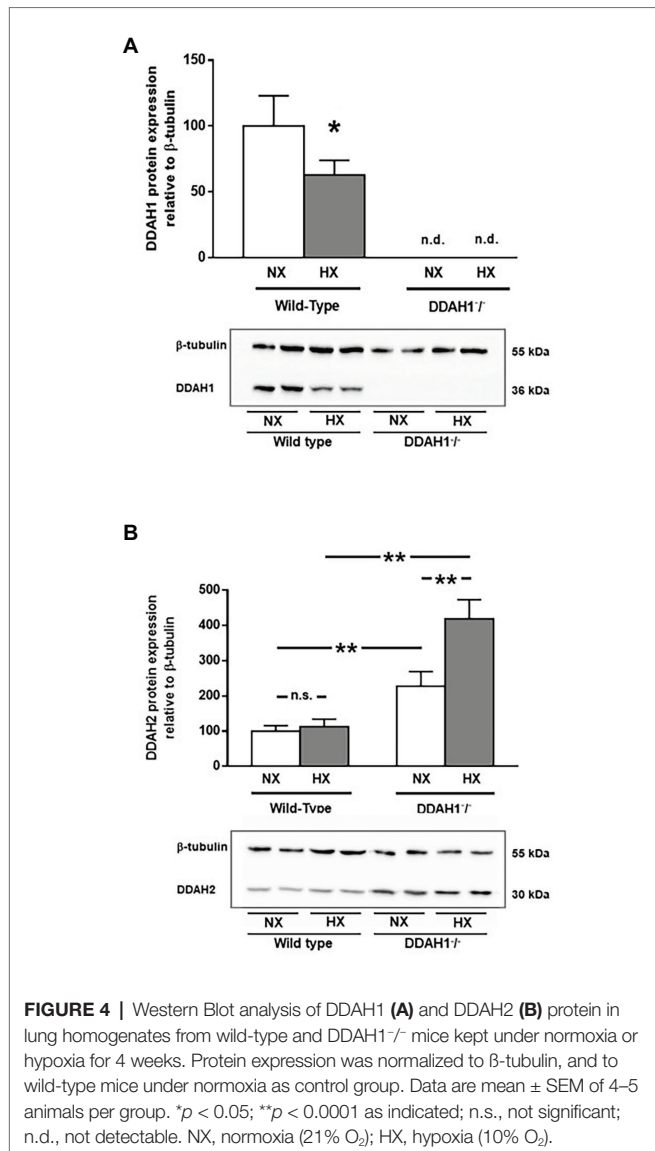 A
DDAH1 protein expression
relative to β-tubulin
150
100
50
0
*
n.d. n.d.
NX HX NX HX
Wild-Type DDAH1-/-
β-tubulin 55 kDa
DDAH1 36 kDa
NX HX NX HX
Wild type DDAH1-/-
B
DDAH2 protein expression
relative to β-tubulin
500
400
300
200
100
0
**
**
**
n.s.
NX HX NX HX
Wild-Type DDAH1-/-
β-tubulin 55 kDa
DDAH2 30 kDa
NX HX NX HX
Wild type DDAH1-/-
FIGURE 4 | Western Blot analysis of DDAH1 (A) and DDAH2 (B) protein in
lung homogenates from wild-type and DDAH1−/− mice kept under normoxia or
hypoxia for 4 weeks. Protein expression was normalized to ß-tubulin, and to
wild-type mice under normoxia as control group. Data are mean ± SEM of 4–5
animals per group. *p < 0.05; **p < 0.0001 as indicated; n.s., not significant;
n.d., not detectable. NX, normoxia (21% O₂); HX, hypoxia (10% O₂).